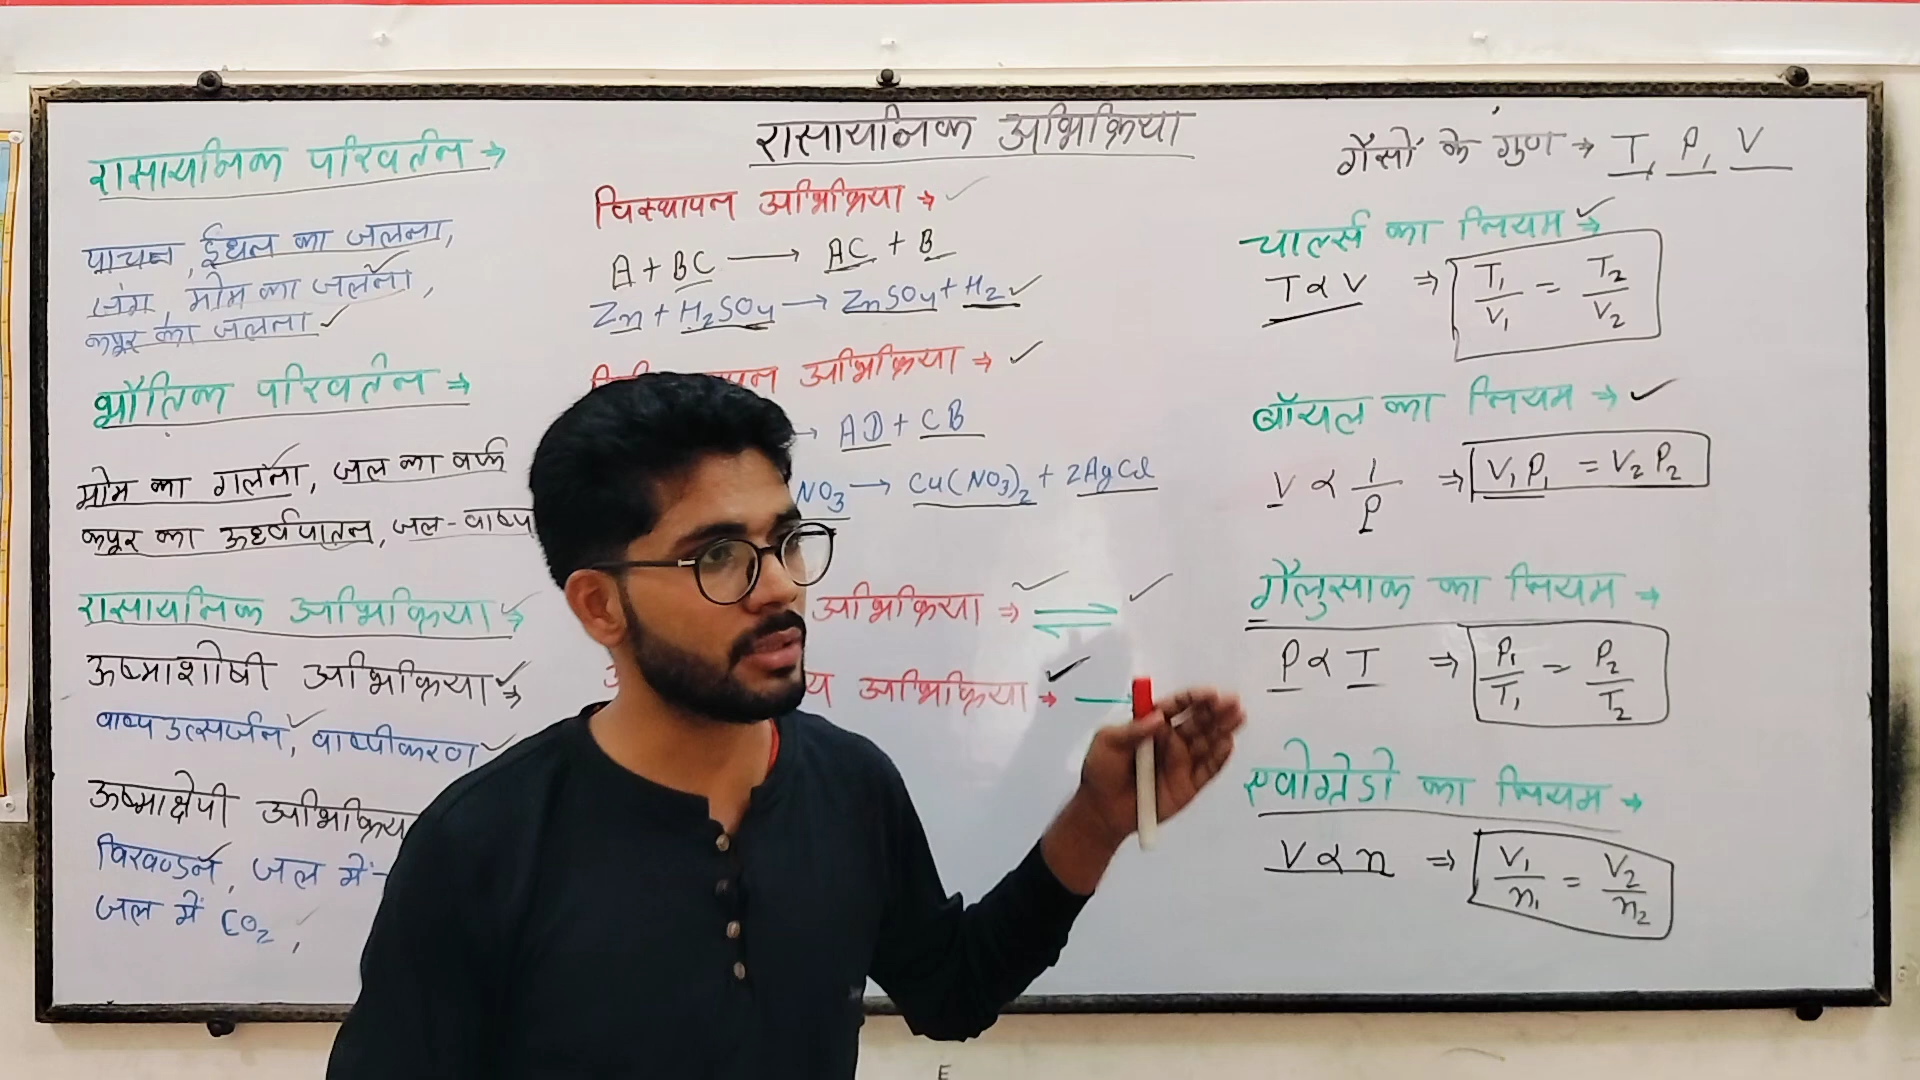 रासायनिक अभिक्रिया
रासायनिक परिवर्तन →
पाचन, ईंधन का जलना,
जंग, मोम का जलना,
कपूर का जलना ✓
भौतिक परिवर्तन →
मोम का गलना, जल का बर्फ
कपूर का ऊर्ध्वपातन, जल-वाष्प
रासायनिक अभिक्रिया →
ऊष्माशोषी अभिक्रिया →
वाष्प उत्सर्जन, वाष्पीकरण
ऊष्माक्षेपी अभिक्रिय
विखण्डन, जल में-
जल में CO₂,
विस्थापन अभिक्रिया → ✓
A + BC → AC + B
Zn + H₂SO₄ → ZnSO₄ + H₂ ✓
अभिक्रिया → ✓
→ AD + CB
NO₃ → Cu(NO₃)₂ + 2AgCl
अभिक्रिया → ✓ ⇌ ✓
य अभिक्रिया → ✓ —
गैसों के गुण → T, P, V
चार्ल्स का नियम → ✓
T ∝ V ⇒ T₁/V₁ = T₂/V₂
बॉयल का नियम → ✓
V ∝ 1/P ⇒ V₁P₁ = V₂P₂
गैलुसाक का नियम →
P ∝ T ⇒ P₁/T₁ = P₂/T₂
एवोग्रेडो का नियम →
V ∝ n ⇒ V₁/n₁ = V₂/n₂
E